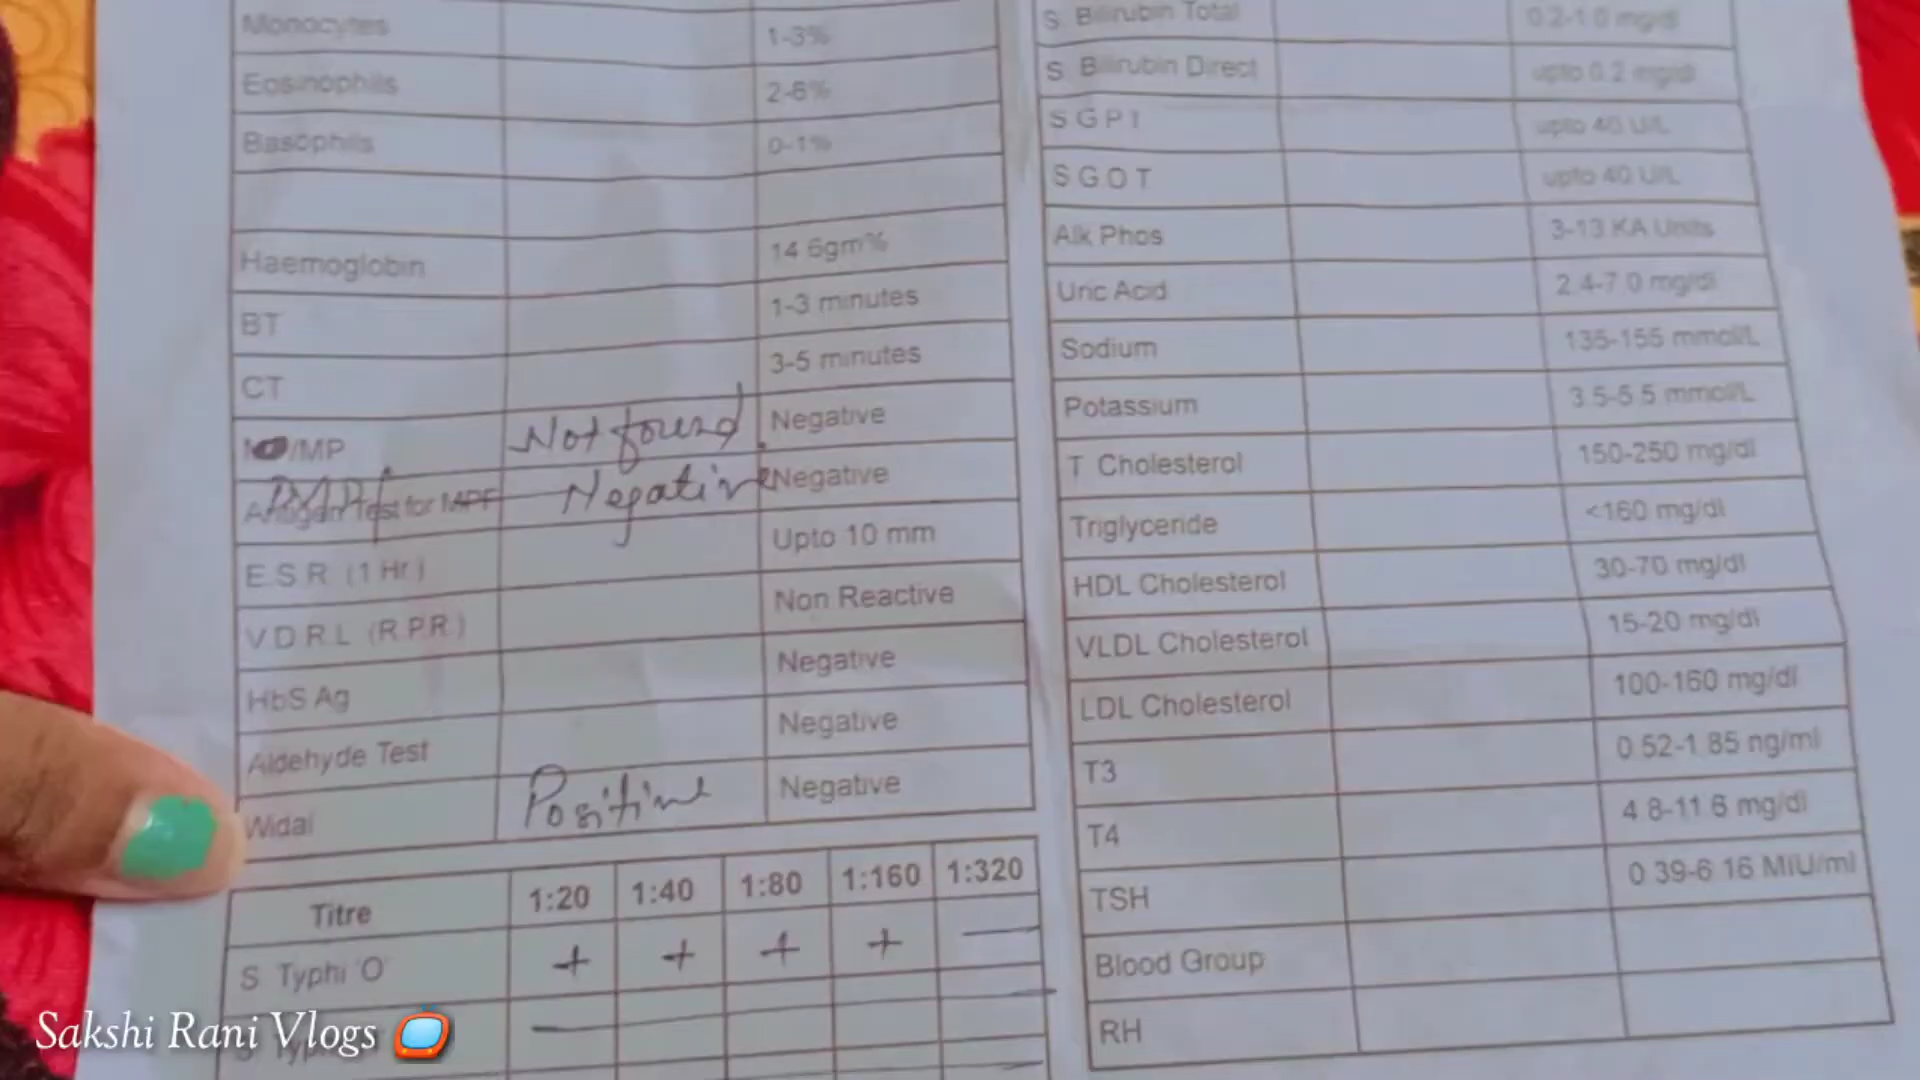 Monocytes 1-3%
Eosinophils 2-6%
Basophils 0-1%
Haemoglobin 14 6gm%
BT 1-3 minutes
CT 3-5 minutes
/MP Not found Negative
Test for MPF Negative Negative
E S R (1 Hr) Upto 10 mm
V D R L (R.P.R.) Non Reactive
HbS Ag Negative
Aldehyde Test Negative
Widal Positive Negative
Titre 1:20 1:40 1:80 1:160 1:320
S Typhi 'O' + + + + —
—
S Bilirubin Total 0.2-1.0 mg/dl
S Bilirubin Direct upto 0.2 mg/dl
S G P T upto 40 U/L
S G O T upto 40 U/L
Alk Phos 3-13 KA Units
Uric Acid 2.4-7.0 mg/dl
Sodium 135-155 mmol/L
Potassium 3.5-5.5 mmol/L
T Cholesterol 150-250 mg/dl
Triglyceride <160 mg/dl
HDL Cholesterol 30-70 mg/dl
VLDL Cholesterol 15-20 mg/dl
LDL Cholesterol 100-160 mg/dl
T3 0 52-1 85 ng/ml
T4 4 8-11 6 mg/dl
TSH 0 39-6 16 MIU/ml
Blood Group
RH
Sakshi Rani Vlogs